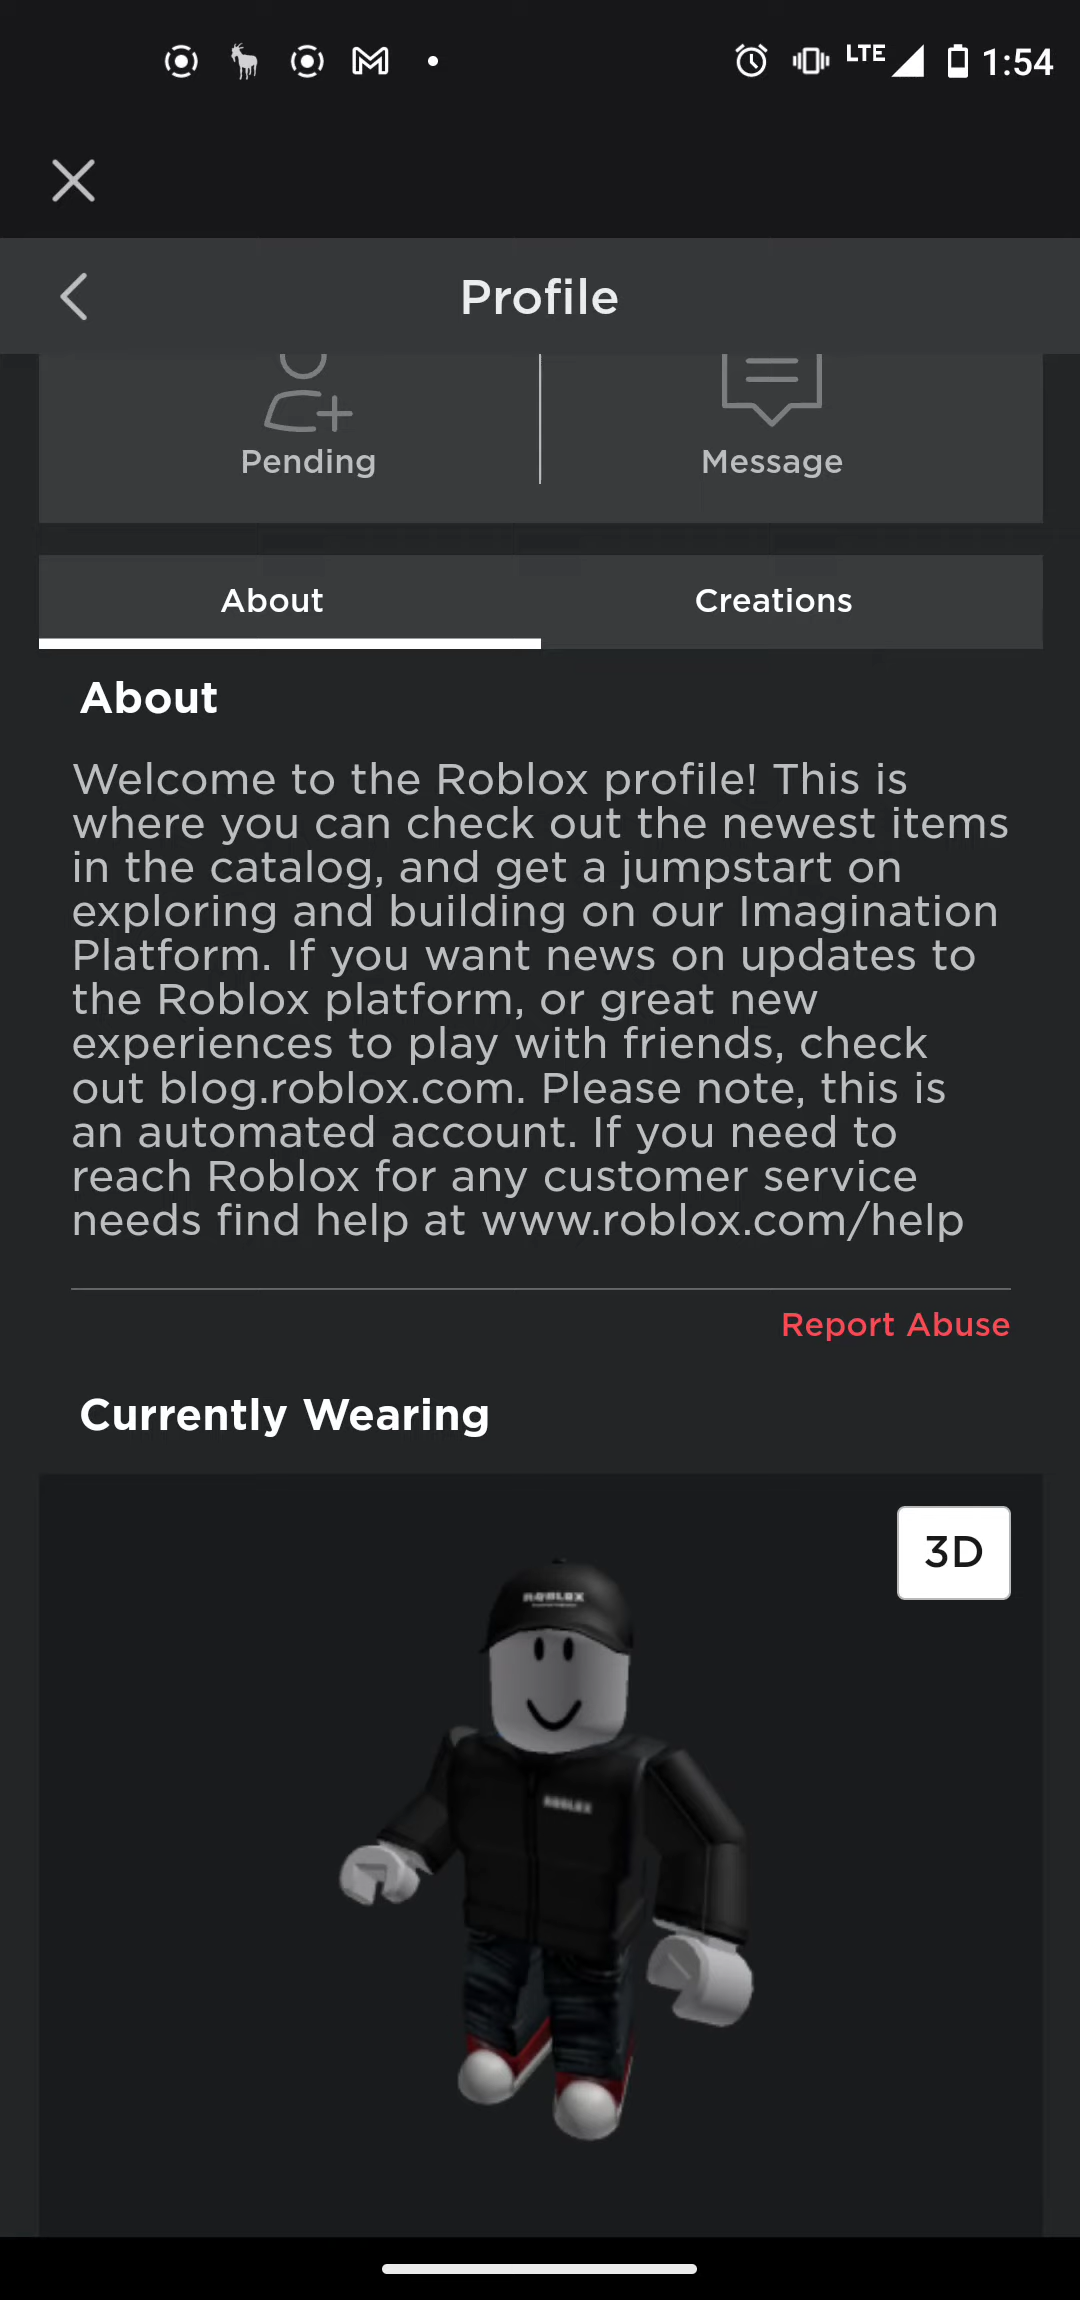 LTE 1:54
Profile
Pending Message
About Creations
About
Welcome to the Roblox profile! This is
where you can check out the newest items
in the catalog, and get a jumpstart on
exploring and building on our Imagination
Platform. If you want news on updates to
the Roblox platform, or great new
experiences to play with friends, check
out blog.roblox.com. Please note, this is
an automated account. If you need to
reach Roblox for any customer service
needs find help at www.roblox.com/help
Report Abuse
Currently Wearing
3D
ROBLOX
ROBLOX